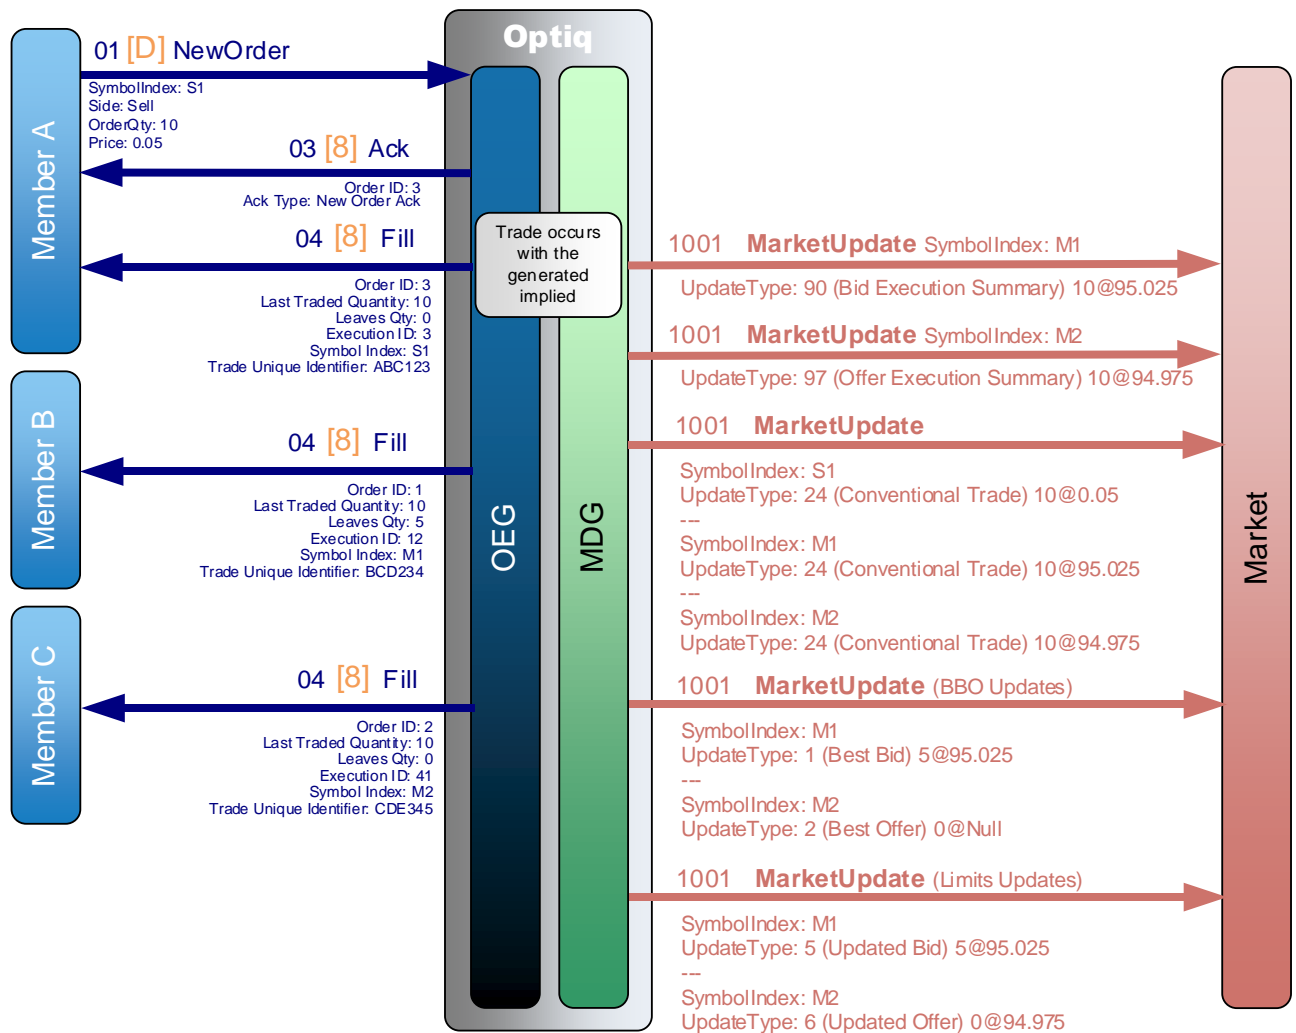 Optiq
Member A
01 [D] NewOrder
SymbolIndex: S1
Side: Sell
OrderQty: 10
Price: 0.05
03 [8] Ack
Order ID: 3
Ack Type: New Order Ack
04 [8] Fill
Order ID: 3
Last Traded Quantity: 10
Leaves Qty: 0
Execution ID: 3
Symbol Index: S1
Trade Unique Identifier: ABC123
Member B
04 [8] Fill
Order ID: 1
Last Traded Quantity: 10
Leaves Qty: 5
Execution ID: 12
Symbol Index: M1
Trade Unique Identifier: BCD234
Member C
04 [8] Fill
Order ID: 2
Last Traded Quantity: 10
Leaves Qty: 0
Execution ID: 41
Symbol Index: M2
Trade Unique Identifier: CDE345
Trade occurs
with the
generated
implied
OEG
MDG
1001 MarketUpdate SymbolIndex: M1
UpdateType: 90 (Bid Execution Summary) 10@95.025
1001 MarketUpdate SymbolIndex: M2
UpdateType: 97 (Offer Execution Summary) 10@94.975
1001 MarketUpdate
SymbolIndex: S1
UpdateType: 24 (Conventional Trade) 10@0.05
---
SymbolIndex: M1
UpdateType: 24 (Conventional Trade) 10@95.025
---
SymbolIndex: M2
UpdateType: 24 (Conventional Trade) 10@94.975
1001 MarketUpdate (BBO Updates)
SymbolIndex: M1
UpdateType: 1 (Best Bid) 5@95.025
---
SymbolIndex: M2
UpdateType: 2 (Best Offer) 0@Null
1001 MarketUpdate (Limits Updates)
SymbolIndex: M1
UpdateType: 5 (Updated Bid) 5@95.025
---
SymbolIndex: M2
UpdateType: 6 (Updated Offer) 0@94.975
Market